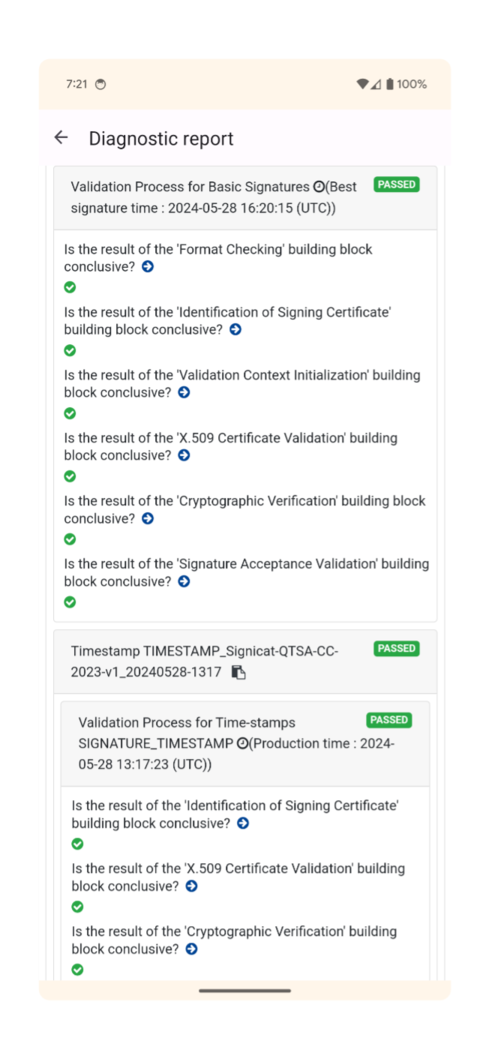 7:21 100%
Diagnostic report
Validation Process for Basic Signatures (Best PASSED
signature time : 2024-05-28 16:20:15 (UTC))
Is the result of the 'Format Checking' building block
conclusive?
Is the result of the 'Identification of Signing Certificate'
building block conclusive?
Is the result of the 'Validation Context Initialization' building
block conclusive?
Is the result of the 'X.509 Certificate Validation' building
block conclusive?
Is the result of the 'Cryptographic Verification' building block
conclusive?
Is the result of the 'Signature Acceptance Validation' building
block conclusive?
Timestamp TIMESTAMP_Signicat-QTSA-CC- PASSED
2023-v1_20240528-1317
Validation Process for Time-stamps PASSED
SIGNATURE_TIMESTAMP (Production time : 2024-
05-28 13:17:23 (UTC))
Is the result of the 'Identification of Signing Certificate'
building block conclusive?
Is the result of the 'X.509 Certificate Validation' building
block conclusive?
Is the result of the 'Cryptographic Verification' building
block conclusive?